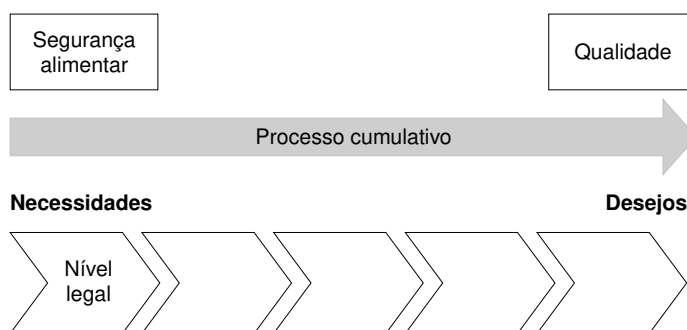 Segurança
alimentar
Qualidade
Processo cumulativo
Necessidades
Desejos
Nível
legal